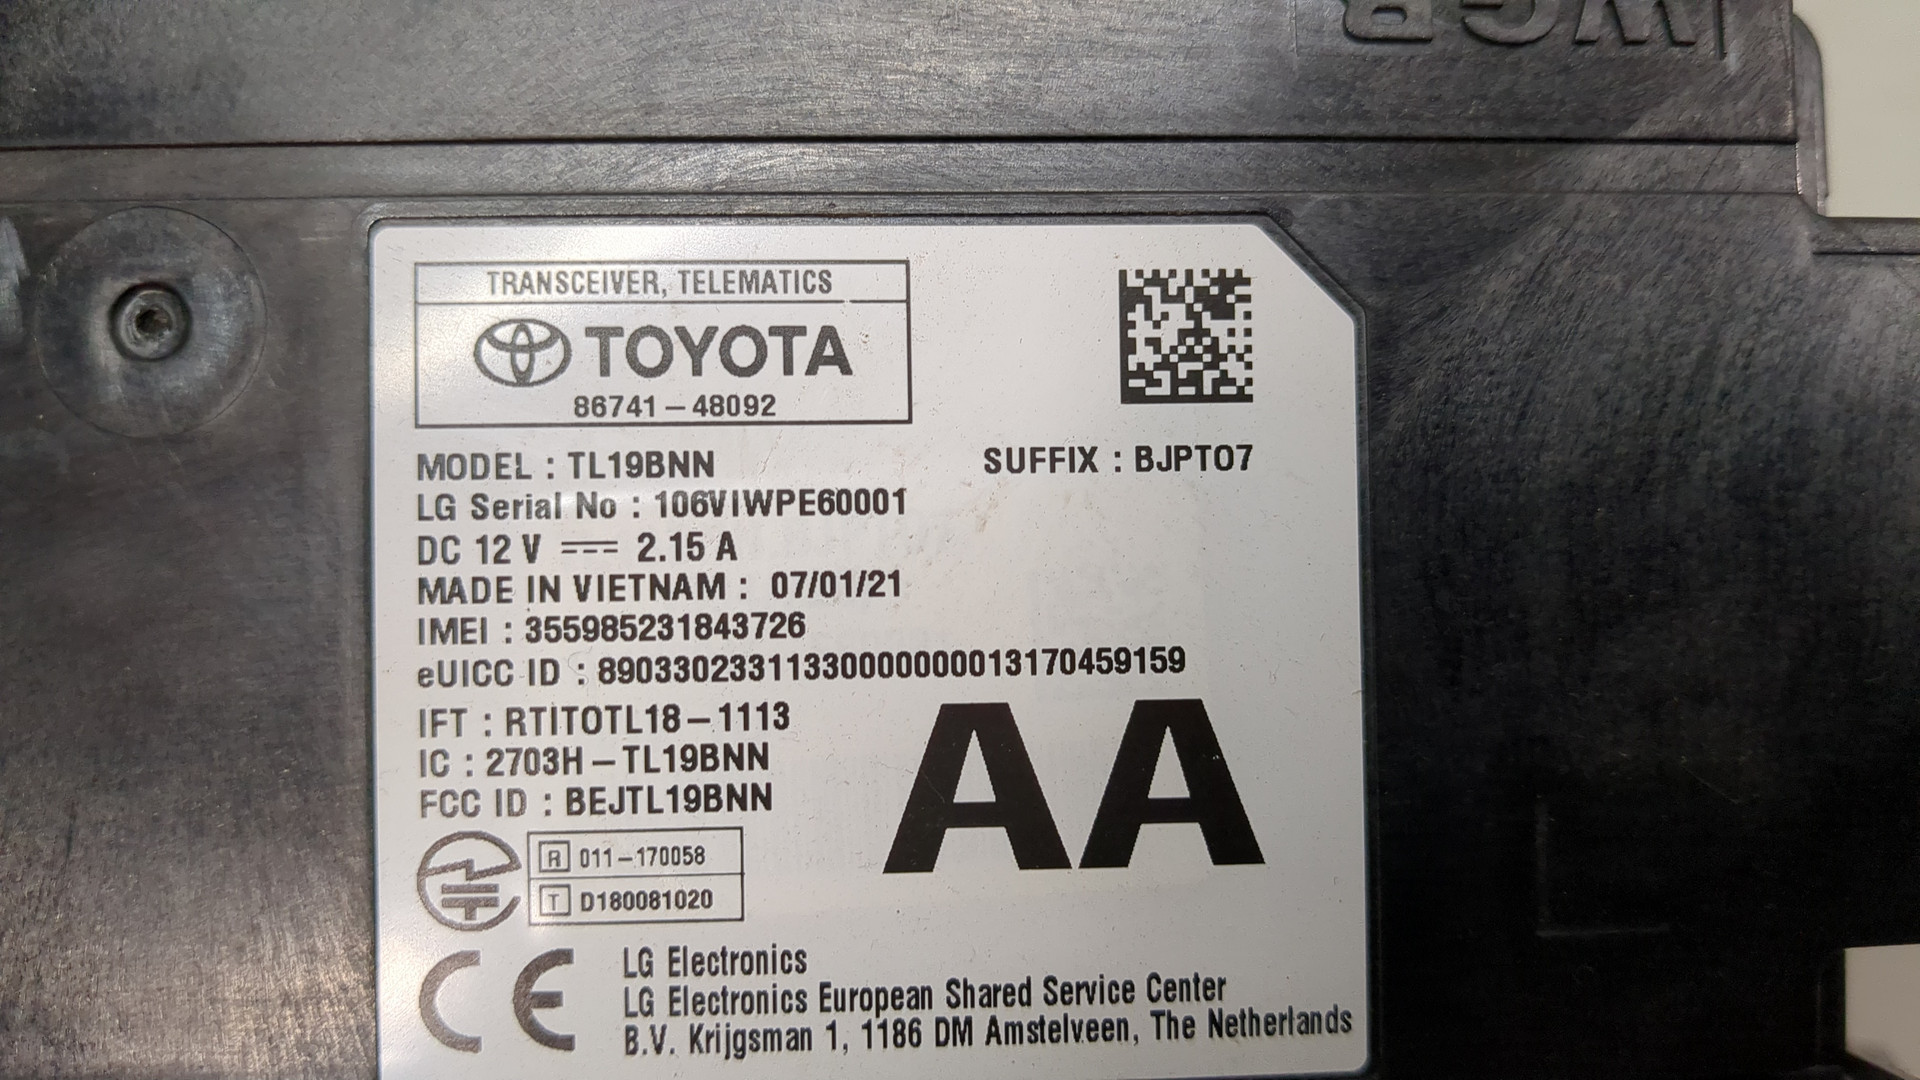 TRANSCEIVER, TELEMATICS
TOYOTA
86741-48092
MODEL : TL19BNN
SUFFIX : BJPT07
LG Serial No : 106VIWPE60001
DC 12 V 2.15 A
MADE IN VIETNAM : 07/01/21
IMEI : 355985231843726
eUICC ID : 89033023311330000000013170459159
IFT : RTITOTL18-1113
IC : 2703H-TL19BNN
FCC ID : BEJTL19BNN
AA
R 011-170058
T D180081020
CE
LG Electronics
LG Electronics European Shared Service Center
B.V. Krijgsman 1, 1186 DM Amstelveen, The Netherlands